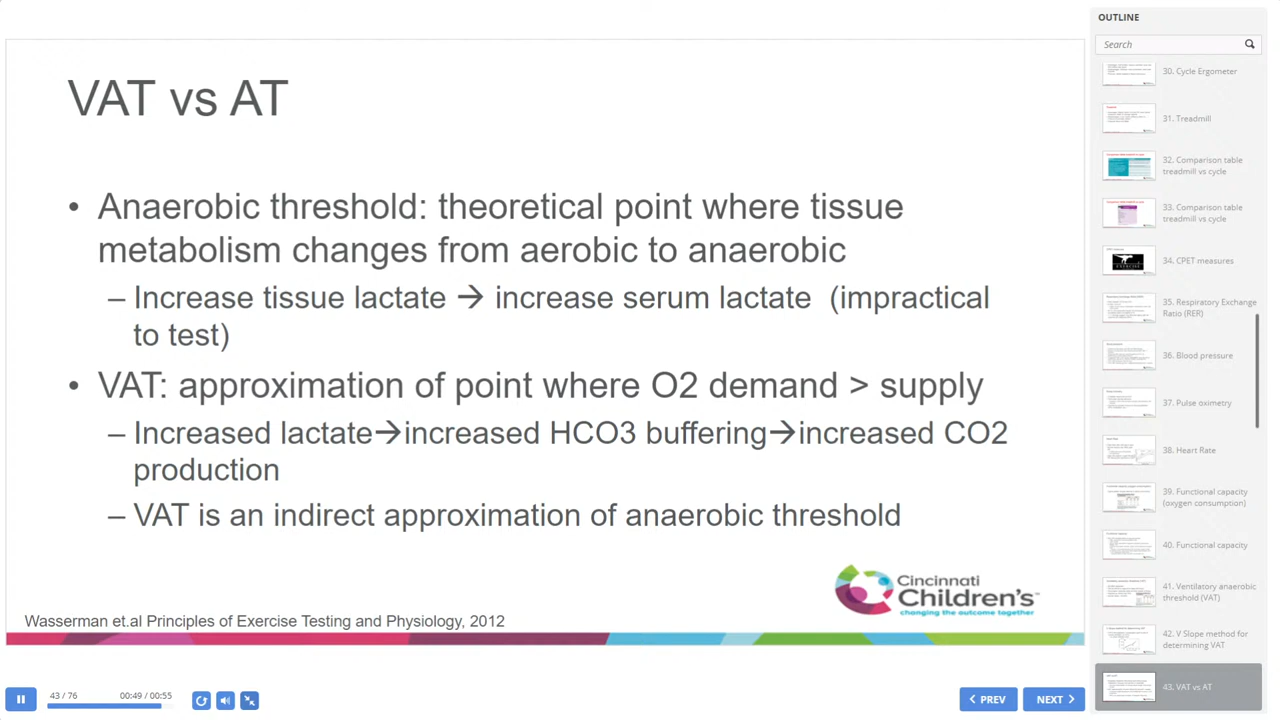 VAT vs AT
• Anaerobic threshold: theoretical point where tissue
metabolism changes from aerobic to anaerobic
– Increase tissue lactate → increase serum lactate (impractical
to test)
• VAT: approximation of point where O2 demand > supply
– Increased lactate→increased HCO3 buffering→increased CO2
production
– VAT is an indirect approximation of anaerobic threshold
Cincinnati
Children's™
changing the outcome together
Wasserman et.al Principles of Exercise Testing and Physiology, 2012
43 / 76
00:49 / 00:55
PREV
NEXT
OUTLINE
Search
30. Cycle Ergometer
31. Treadmill
32. Comparison table
treadmill vs cycle
33. Comparison table
treadmill vs cycle
34. CPET measures
35. Respiratory Exchange
Ratio (RER)
36. Blood pressure
37. Pulse oximetry
38. Heart Rate
39. Functional capacity
(oxygen consumption)
40. Functional capacity
41. Ventilatory anaerobic
threshold (VAT)
42. V Slope method for
determining VAT
43. VAT vs AT